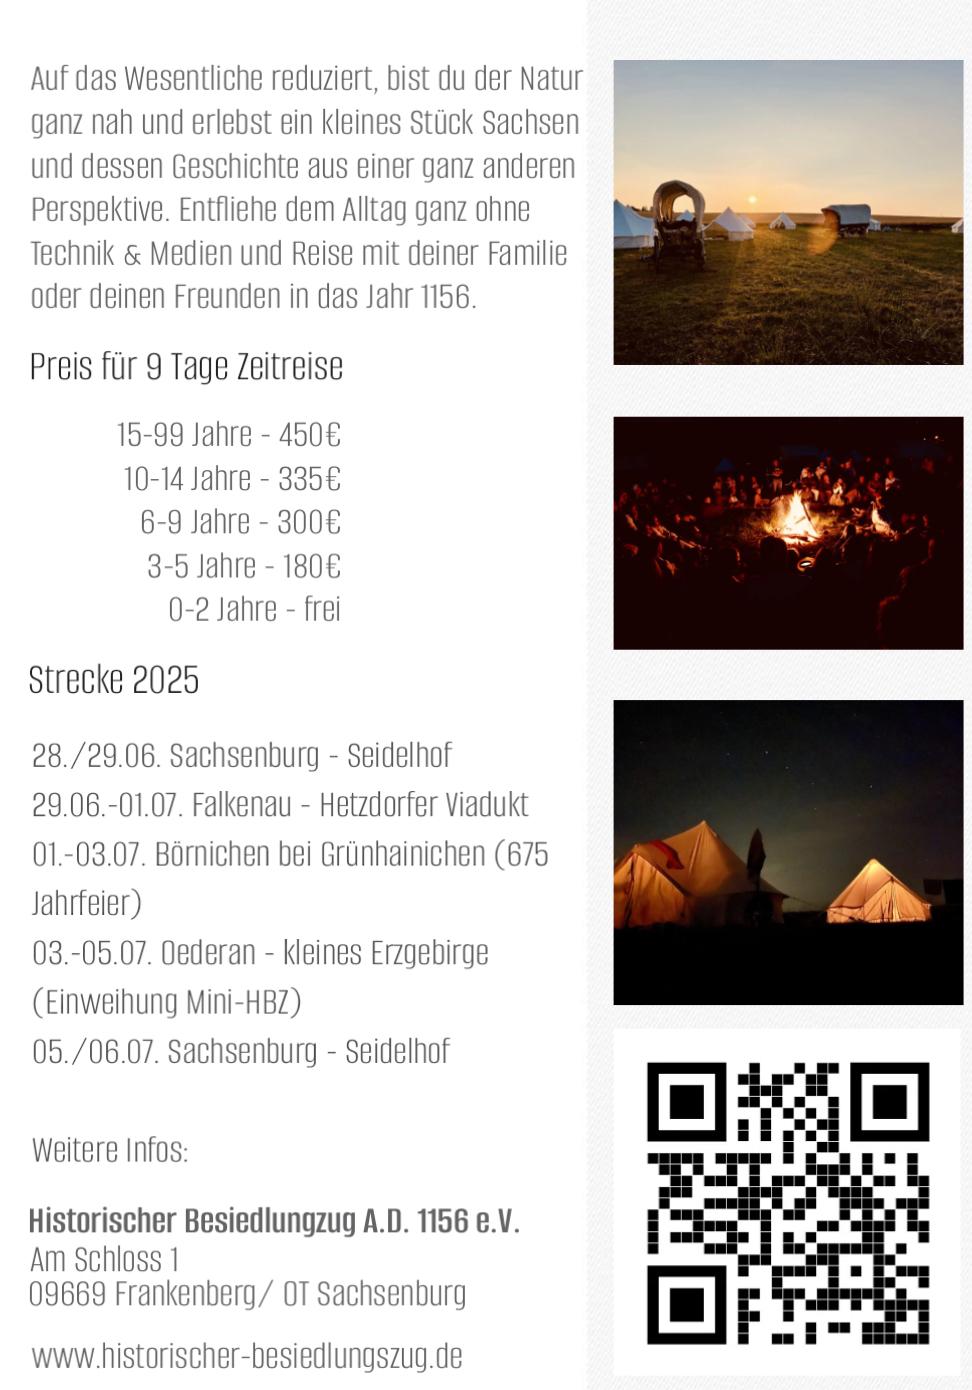 Auf das Wesentliche reduziert, bist du der Natur
ganz nah und erlebst ein kleines Stück Sachsen
und dessen Geschichte aus einer ganz anderen
Perspektive. Entfliehe dem Alltag ganz ohne
Technik & Medien und Reise mit deiner Familie
oder deinen Freunden in das Jahr 1156.
Preis für 9 Tage Zeitreise
15-99 Jahre - 450€
10-14 Jahre - 335€
6-9 Jahre - 300€
3-5 Jahre - 180€
0-2 Jahre - frei
Strecke 2025
28./29.06. Sachsenburg - Seidelhof
29.06.-01.07. Falkenau - Hetzdorfer Viadukt
01.-03.07. Börnichen bei Grünhainichen (675
Jahrfeier)
03.-05.07. Oederan - kleines Erzgebirge
(Einweihung Mini-HBZ)
05./06.07. Sachsenburg - Seidelhof
Weitere Infos:
Historischer Besiedlungzug A.D. 1156 e.V.
Am Schloss 1
09669 Frankenberg/ OT Sachsenburg
www.historischer-besiedlungszug.de